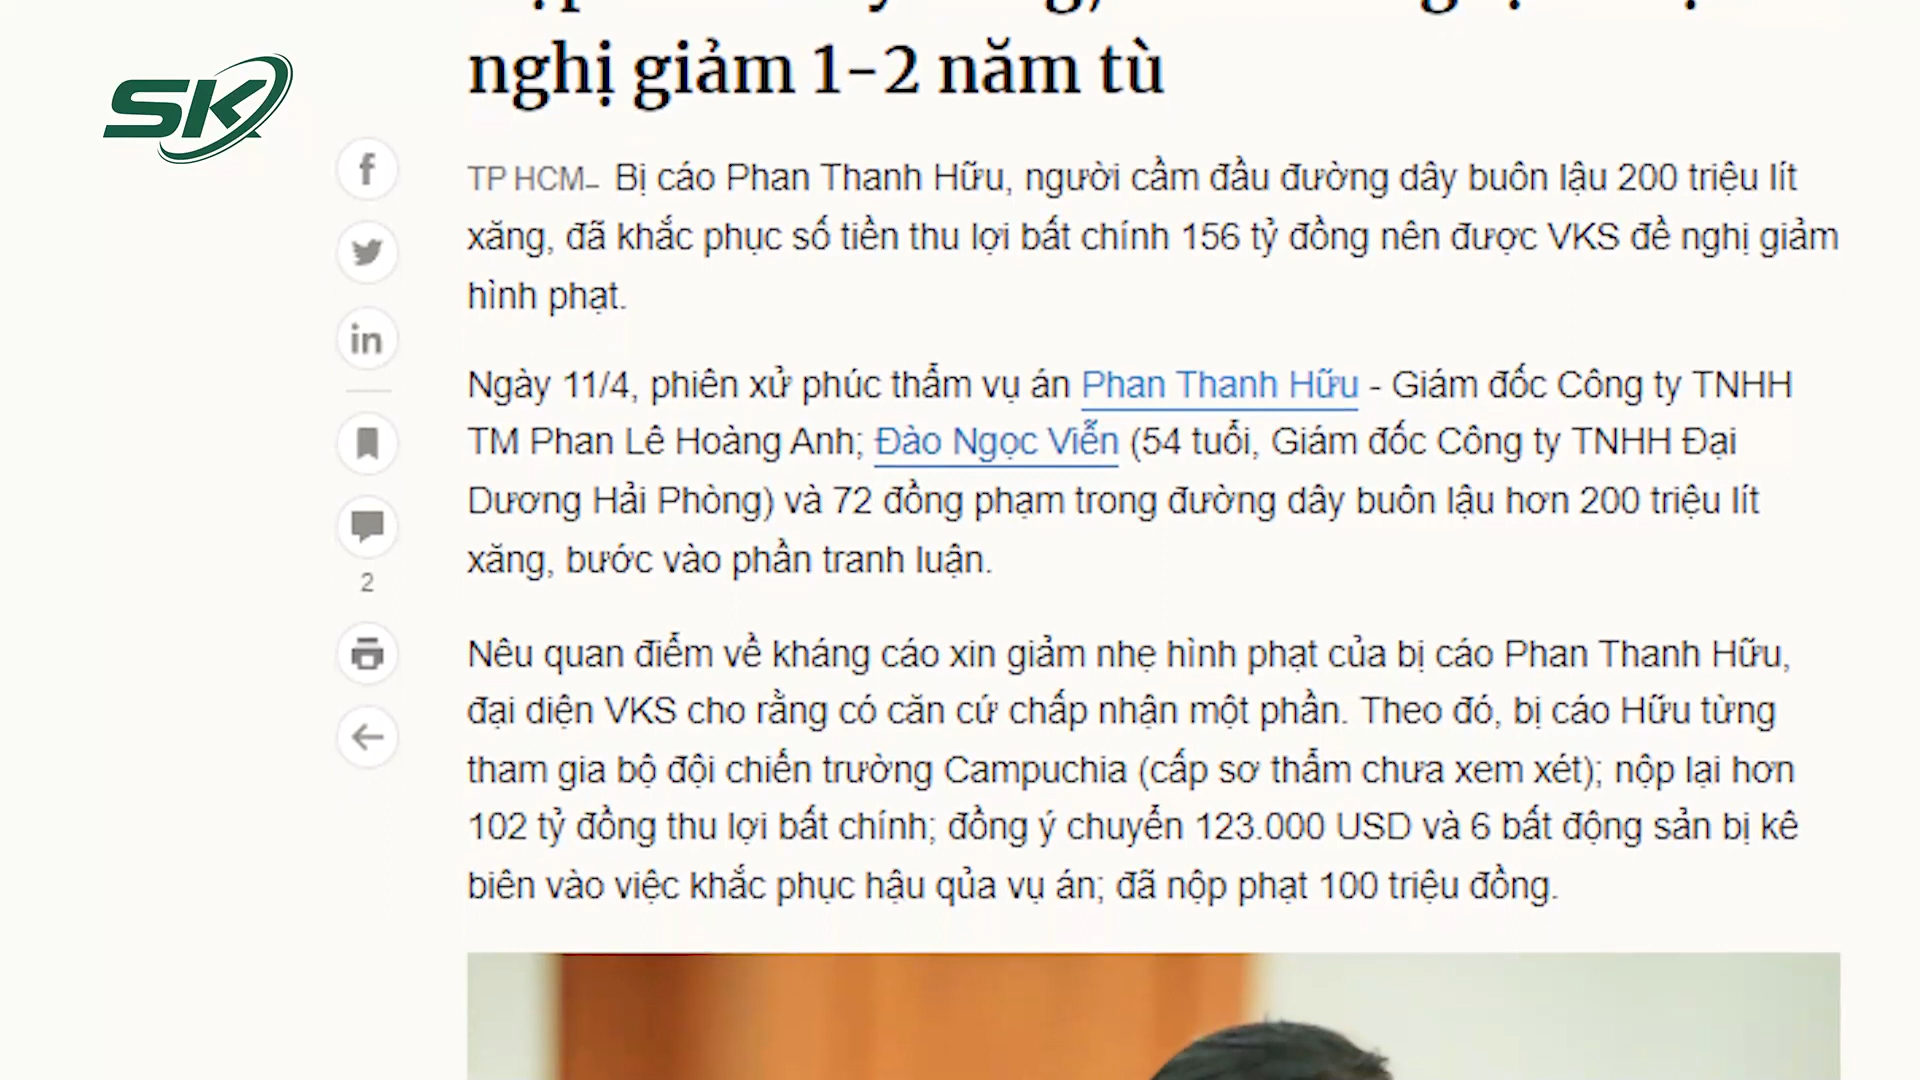 SK
nghị giảm 1-2 năm tù
TP HCM– Bị cáo Phan Thanh Hữu, người cầm đầu đường dây buôn lậu 200 triệu lít
xăng, đã khắc phục số tiền thu lợi bất chính 156 tỷ đồng nên được VKS đề nghị giảm
hình phạt.
Ngày 11/4, phiên xử phúc thẩm vụ án Phan Thanh Hữu - Giám đốc Công ty TNHH
TM Phan Lê Hoàng Anh; Đào Ngọc Viễn (54 tuổi, Giám đốc Công ty TNHH Đại
Dương Hải Phòng) và 72 đồng phạm trong đường dây buôn lậu hơn 200 triệu lít
xăng, bước vào phần tranh luận.
2
Nêu quan điểm về kháng cáo xin giảm nhẹ hình phạt của bị cáo Phan Thanh Hữu,
đại diện VKS cho rằng có căn cứ chấp nhận một phần. Theo đó, bị cáo Hữu từng
tham gia bộ đội chiến trường Campuchia (cấp sơ thẩm chưa xem xét); nộp lại hơn
102 tỷ đồng thu lợi bất chính; đồng ý chuyển 123.000 USD và 6 bất động sản bị kê
biên vào việc khắc phục hậu qủa vụ án; đã nộp phạt 100 triệu đồng.